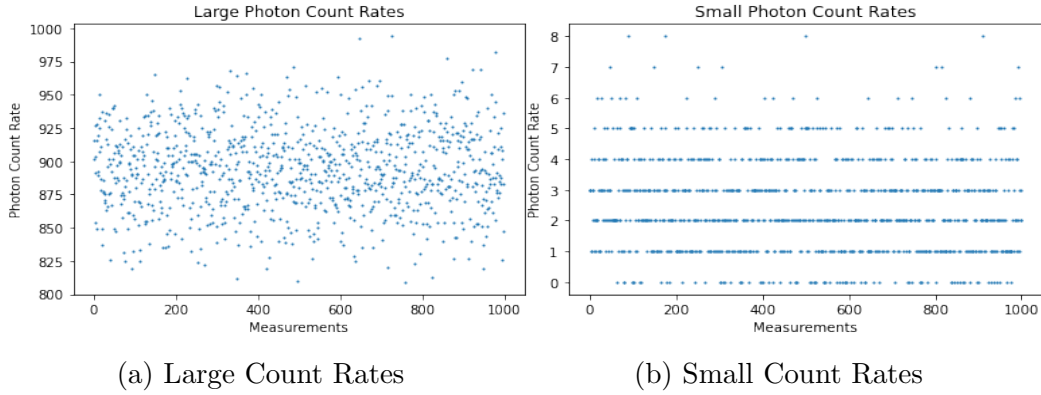 Large Photon Count Rates
Photon Count Rate
1000
975
950
925
900
875
850
825
800
0 200 400 600 800 1000
Measurements
(a) Large Count Rates
Small Photon Count Rates
Photon Count Rate
8
7
6
5
4
3
2
1
0
0 200 400 600 800 1000
Measurements
(b) Small Count Rates